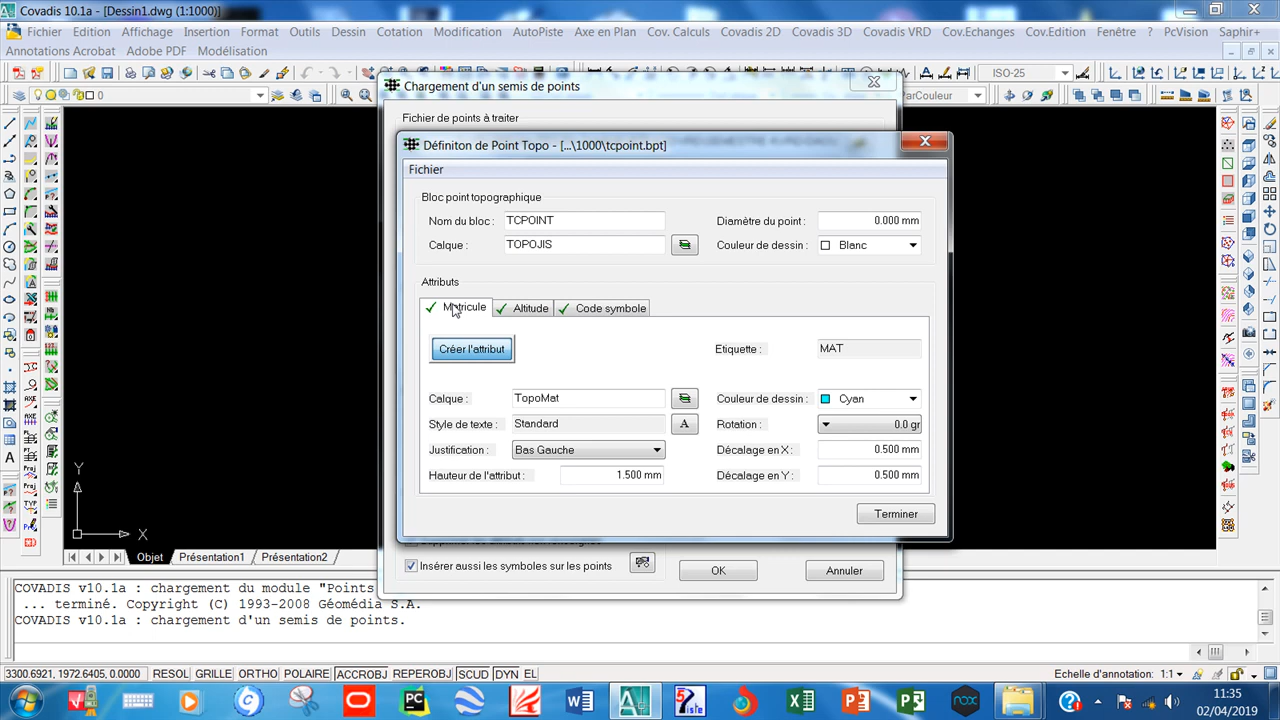 Covadis 10.1a - [Dessin1.dwg (1:1000)]
Fichier Edition Affichage Insertion Format Outils Dessin Cotation Modification AutoPiste Axe en Plan Cov. Calculs Covadis 2D Covadis 3D Covadis VRD Cov.Echanges Cov.Edition Fenêtre ? PcVision Saphir+
Annotations Acrobat Adobe PDF Modélisation
ISO-25
0
ParCouleur
Chargement d'un semis de points
Fichier de points à traiter
Définiton de Point Topo - [...\1000\tcpoint.bpt]
Fichier
Bloc point topographique
Nom du bloc : TCPOINT Diamètre du point : 0.000 mm
Calque : TOPOJIS Couleur de dessin : Blanc
Attributs
Matricule Altitude Code symbole
Créer l'attribut Etiquette : MAT
Calque : TopoMat Couleur de dessin : Cyan
Style de texte : Standard A Rotation : 0.0 gr
Justification : Bas Gauche Décalage en X : 0.500 mm
Hauteur de l'attribut : 1.500 mm Décalage en Y : 0.500 mm
Terminer
Insérer aussi les symboles sur les points OK Annuler
Y
X
Objet Présentation1 Présentation2
COVADIS v10.1a : chargement du module "Points
... terminé. Copyright (C) 1993-2008 Géomédia S.A.
COVADIS v10.1a : chargement d'un semis de points.
3300.6921, 1972.6405, 0.0000 RESOL GRILLE ORTHO POLAIRE ACCROBJ REPEROBJ SCUD DYN EL Echelle d'annotation: 1:1
11:35
02/04/2019